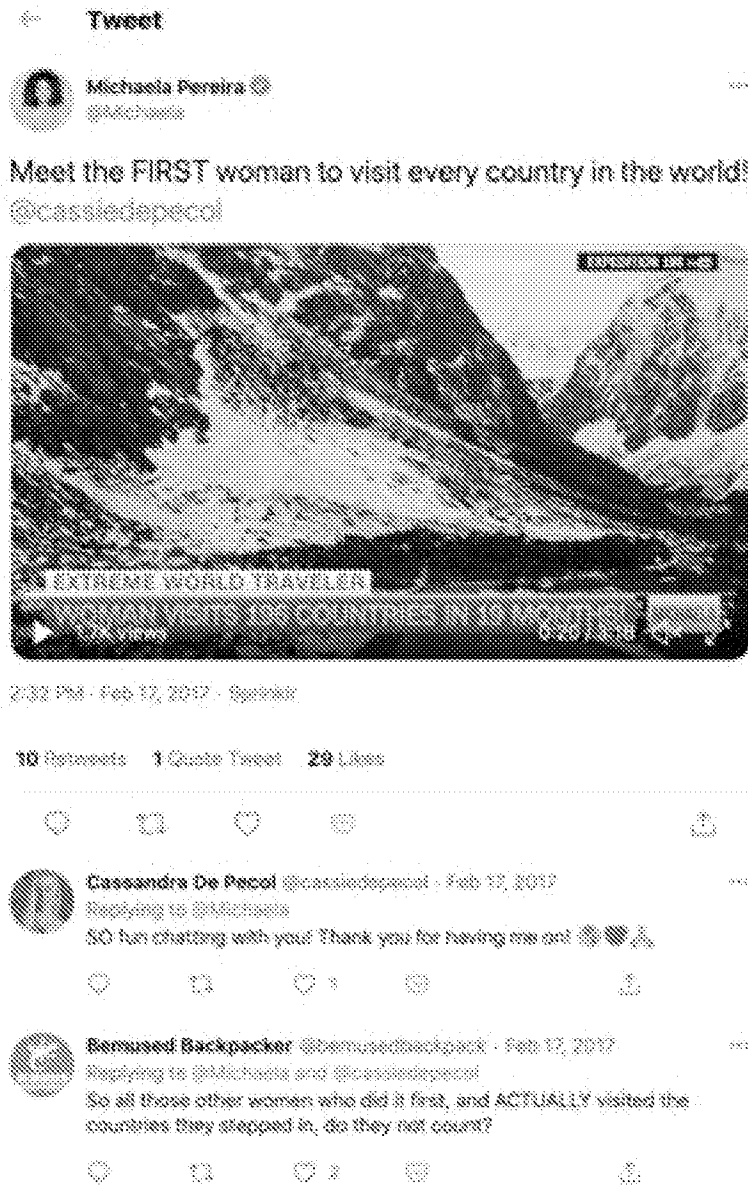 Tweet
Michaela Pereira
@Michaela
Meet the FIRST woman to visit every country in the world!
@cassiedepecol
EXTREME WORLD TRAVELER
views
2:32 PM · Feb 17, 2017 · Sprinklr
10 Retweets 1 Quote Tweet 29 Likes
Cassandra De Pecol @cassiedepecol · Feb 17, 2017
Replying to @Michaela
SO fun chatting with you! Thank you for having me on!
Bemused Backpacker @bemusedbackpack · Feb 17, 2017
Replying to @Michaela and @cassiedepecol
So all those other women who did it first, and ACTUALLY visited the
countries they stepped in, do they not count?